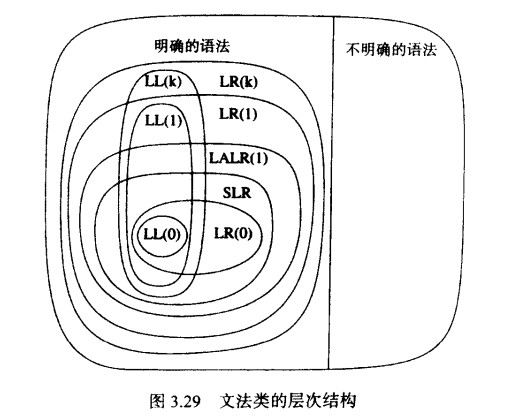 明确的语法
不明确的语法
LL(k)
LR(k)
LL(1)
LR(1)
LALR(1)
SLR
LL(0)
LR(0)
图 3.29 文法类的层次结构